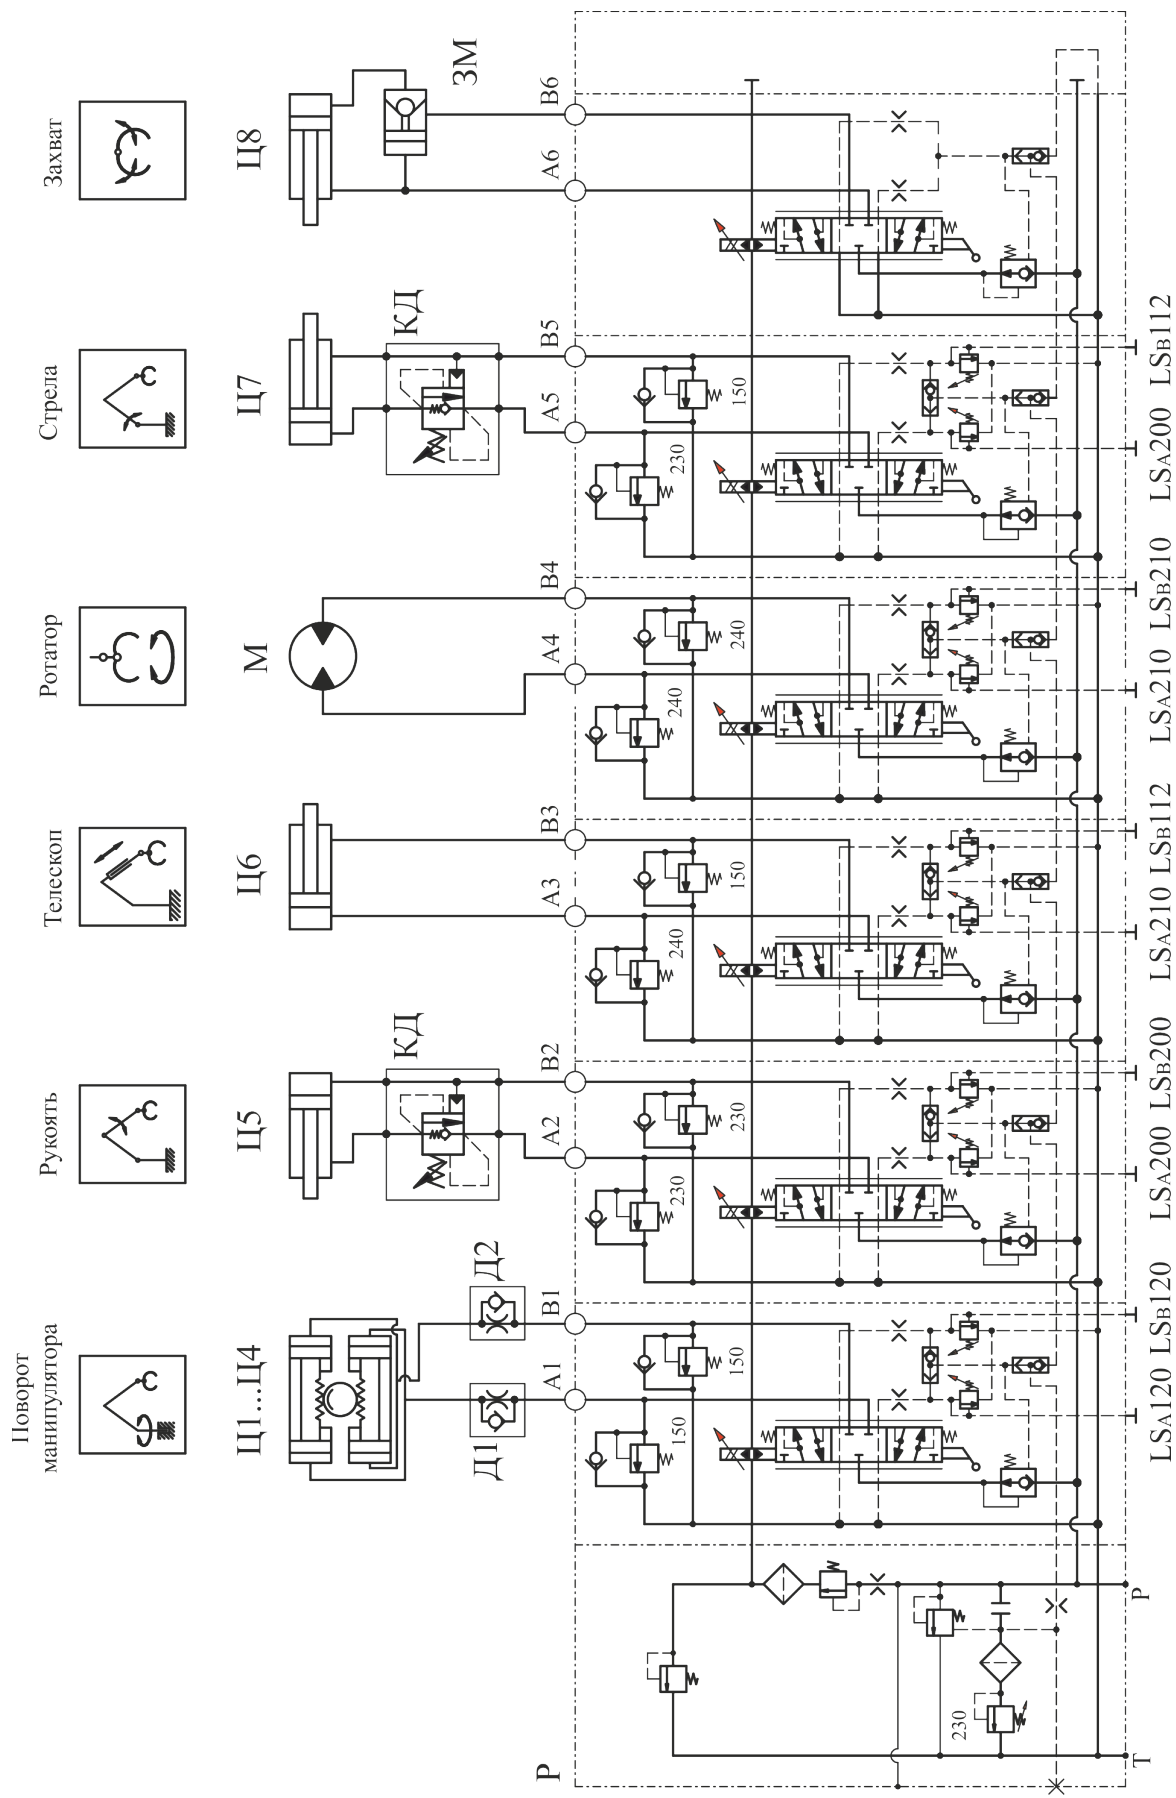 Поворот
манипулятора
Рукоять
Телескоп
Ротатор
Стрела
Захват
Ц1...Ц4
Ц5
Ц6
М
Ц7
Ц8
КД
КД
ЗМ
Д1
Д2
Р
А1
В1
А2
В2
А3
В3
А4
В4
А5
В5
А6
В6
150
230
240
240
230
150
230
150
240
150
230
Т
Р
LSA120 LSB120
LSA200 LSB200
LSA210 LSB112
LSA210 LSB210
LSA200 LSB112